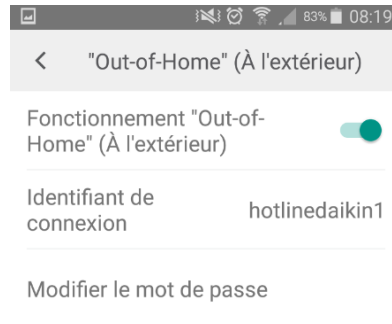 83% 08:19
"Out-of-Home" (À l'extérieur)
Fonctionnement "Out-of-
Home" (À l'extérieur)
Identifiant de
connexion
hotlinedaikin1
Modifier le mot de passe